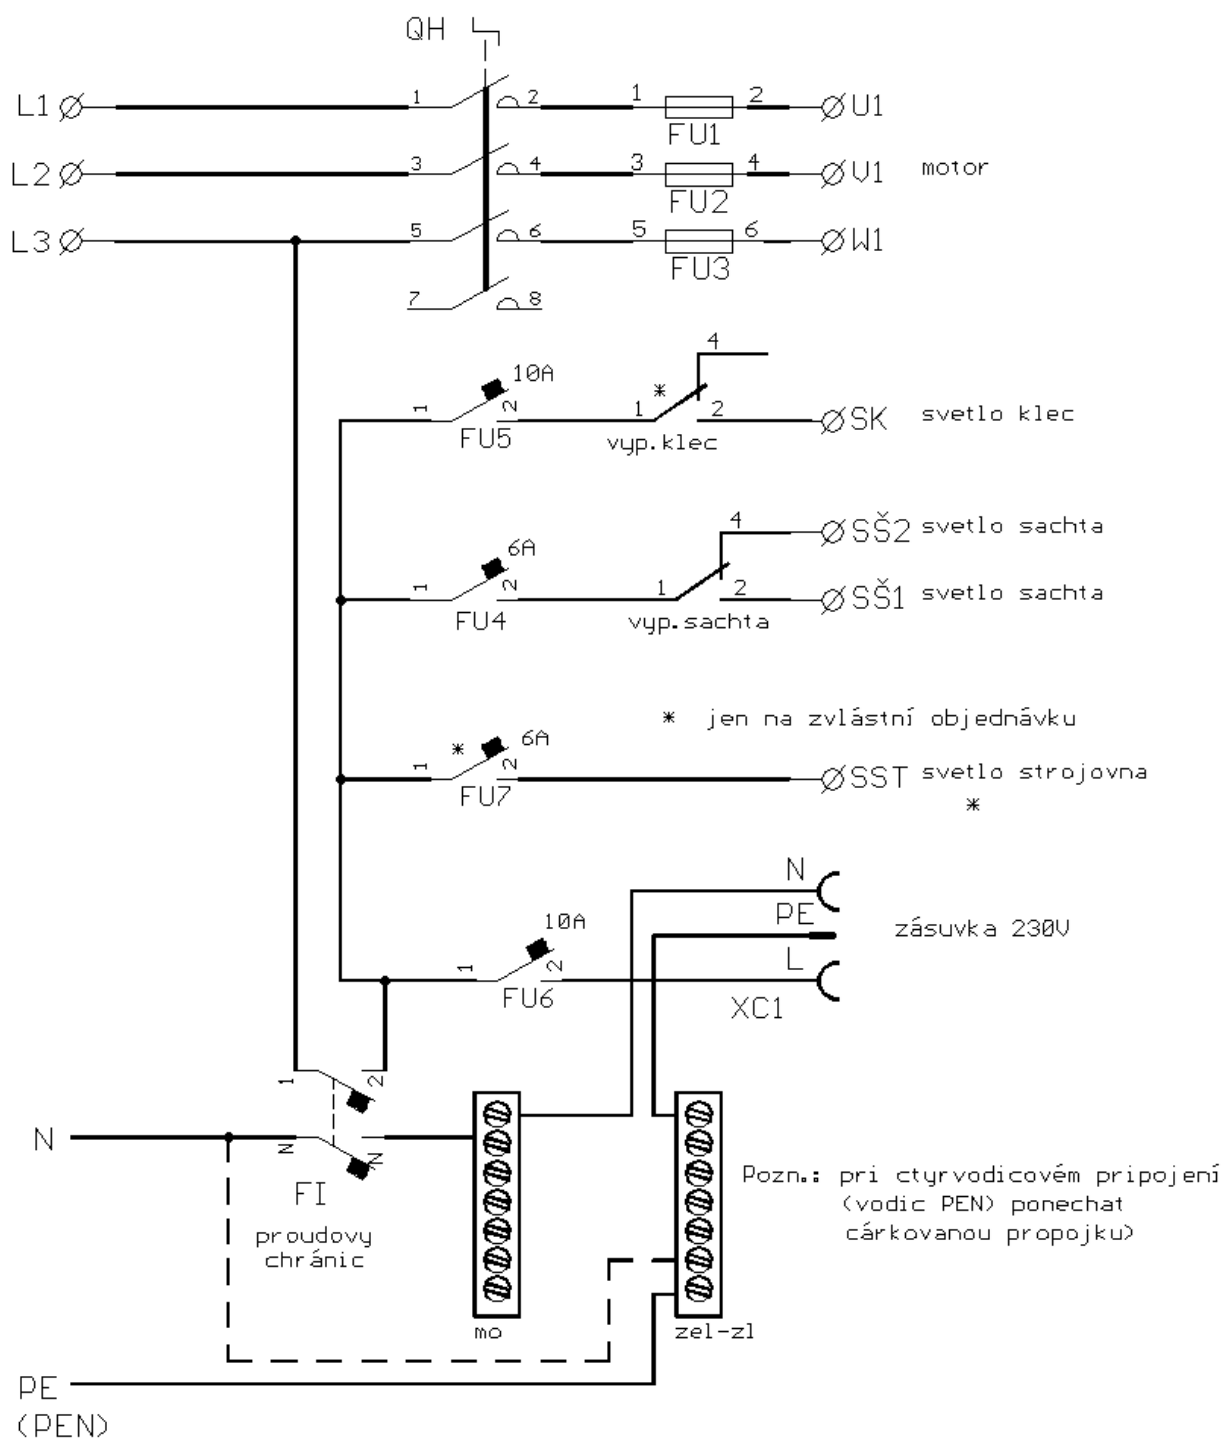 QH
L1 1 2 1 2 U1
FU1
L2 3 4 3 4 V1 motor
FU2
L3 5 6 5 6 W1
FU3
7 8
4
10A
*
1 2 1 2 SK svetlo klec
FU5 vyp.klec
4 SŠ2 svetlo sachta
6A
1 2 1 2 SŠ1 svetlo sachta
FU4 vyp.sachta
* jen na zvlástní objednávku
* 6A
1 2 SST svetlo strojovna
FU7 *
N
PE
10A zásuvka 230V
L
1 2
FU6 XC1
1 2
N N N
FI
proudovy
chránic
Pozn.: pri ctyrvodicovém pripojení
(vodic PEN) ponechat
cárkovanou propojku)
mo zel-zl
PE
(PEN)